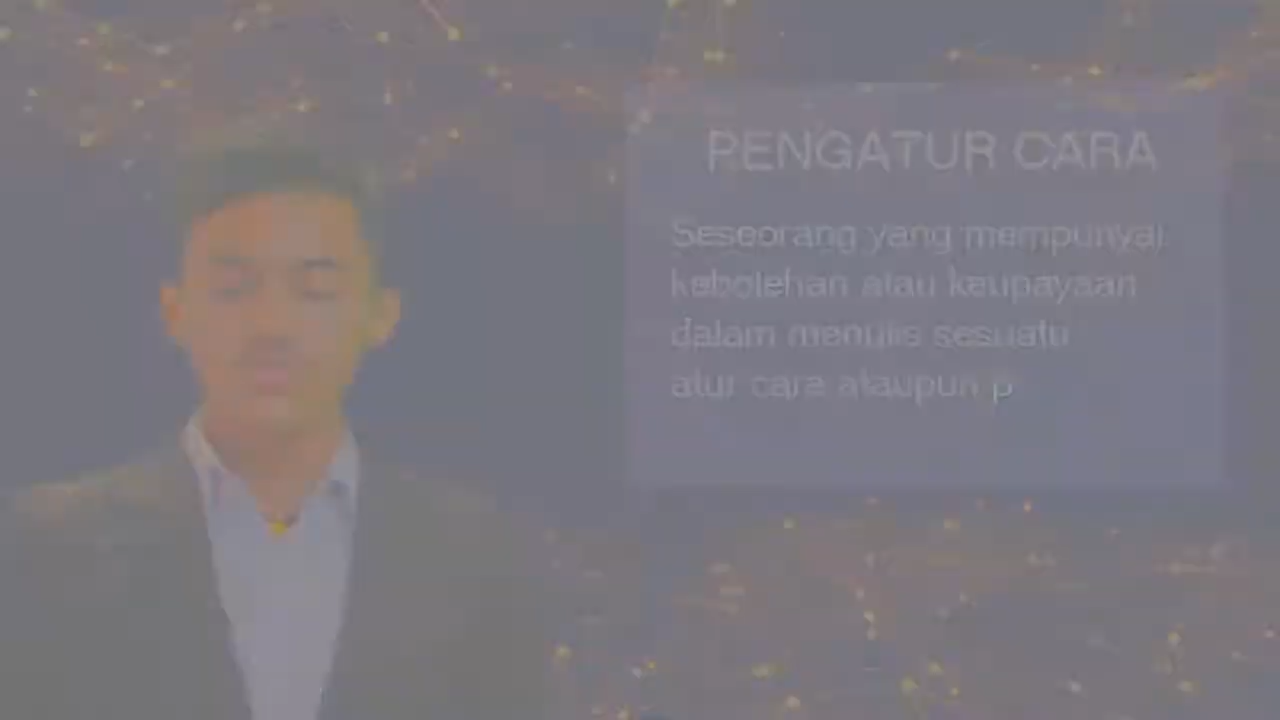 PENGATUR CARA
Seseorang yang mempunyai
kebolehan atau keupayaan
dalam menulis sesuatu
atur cara ataupun p